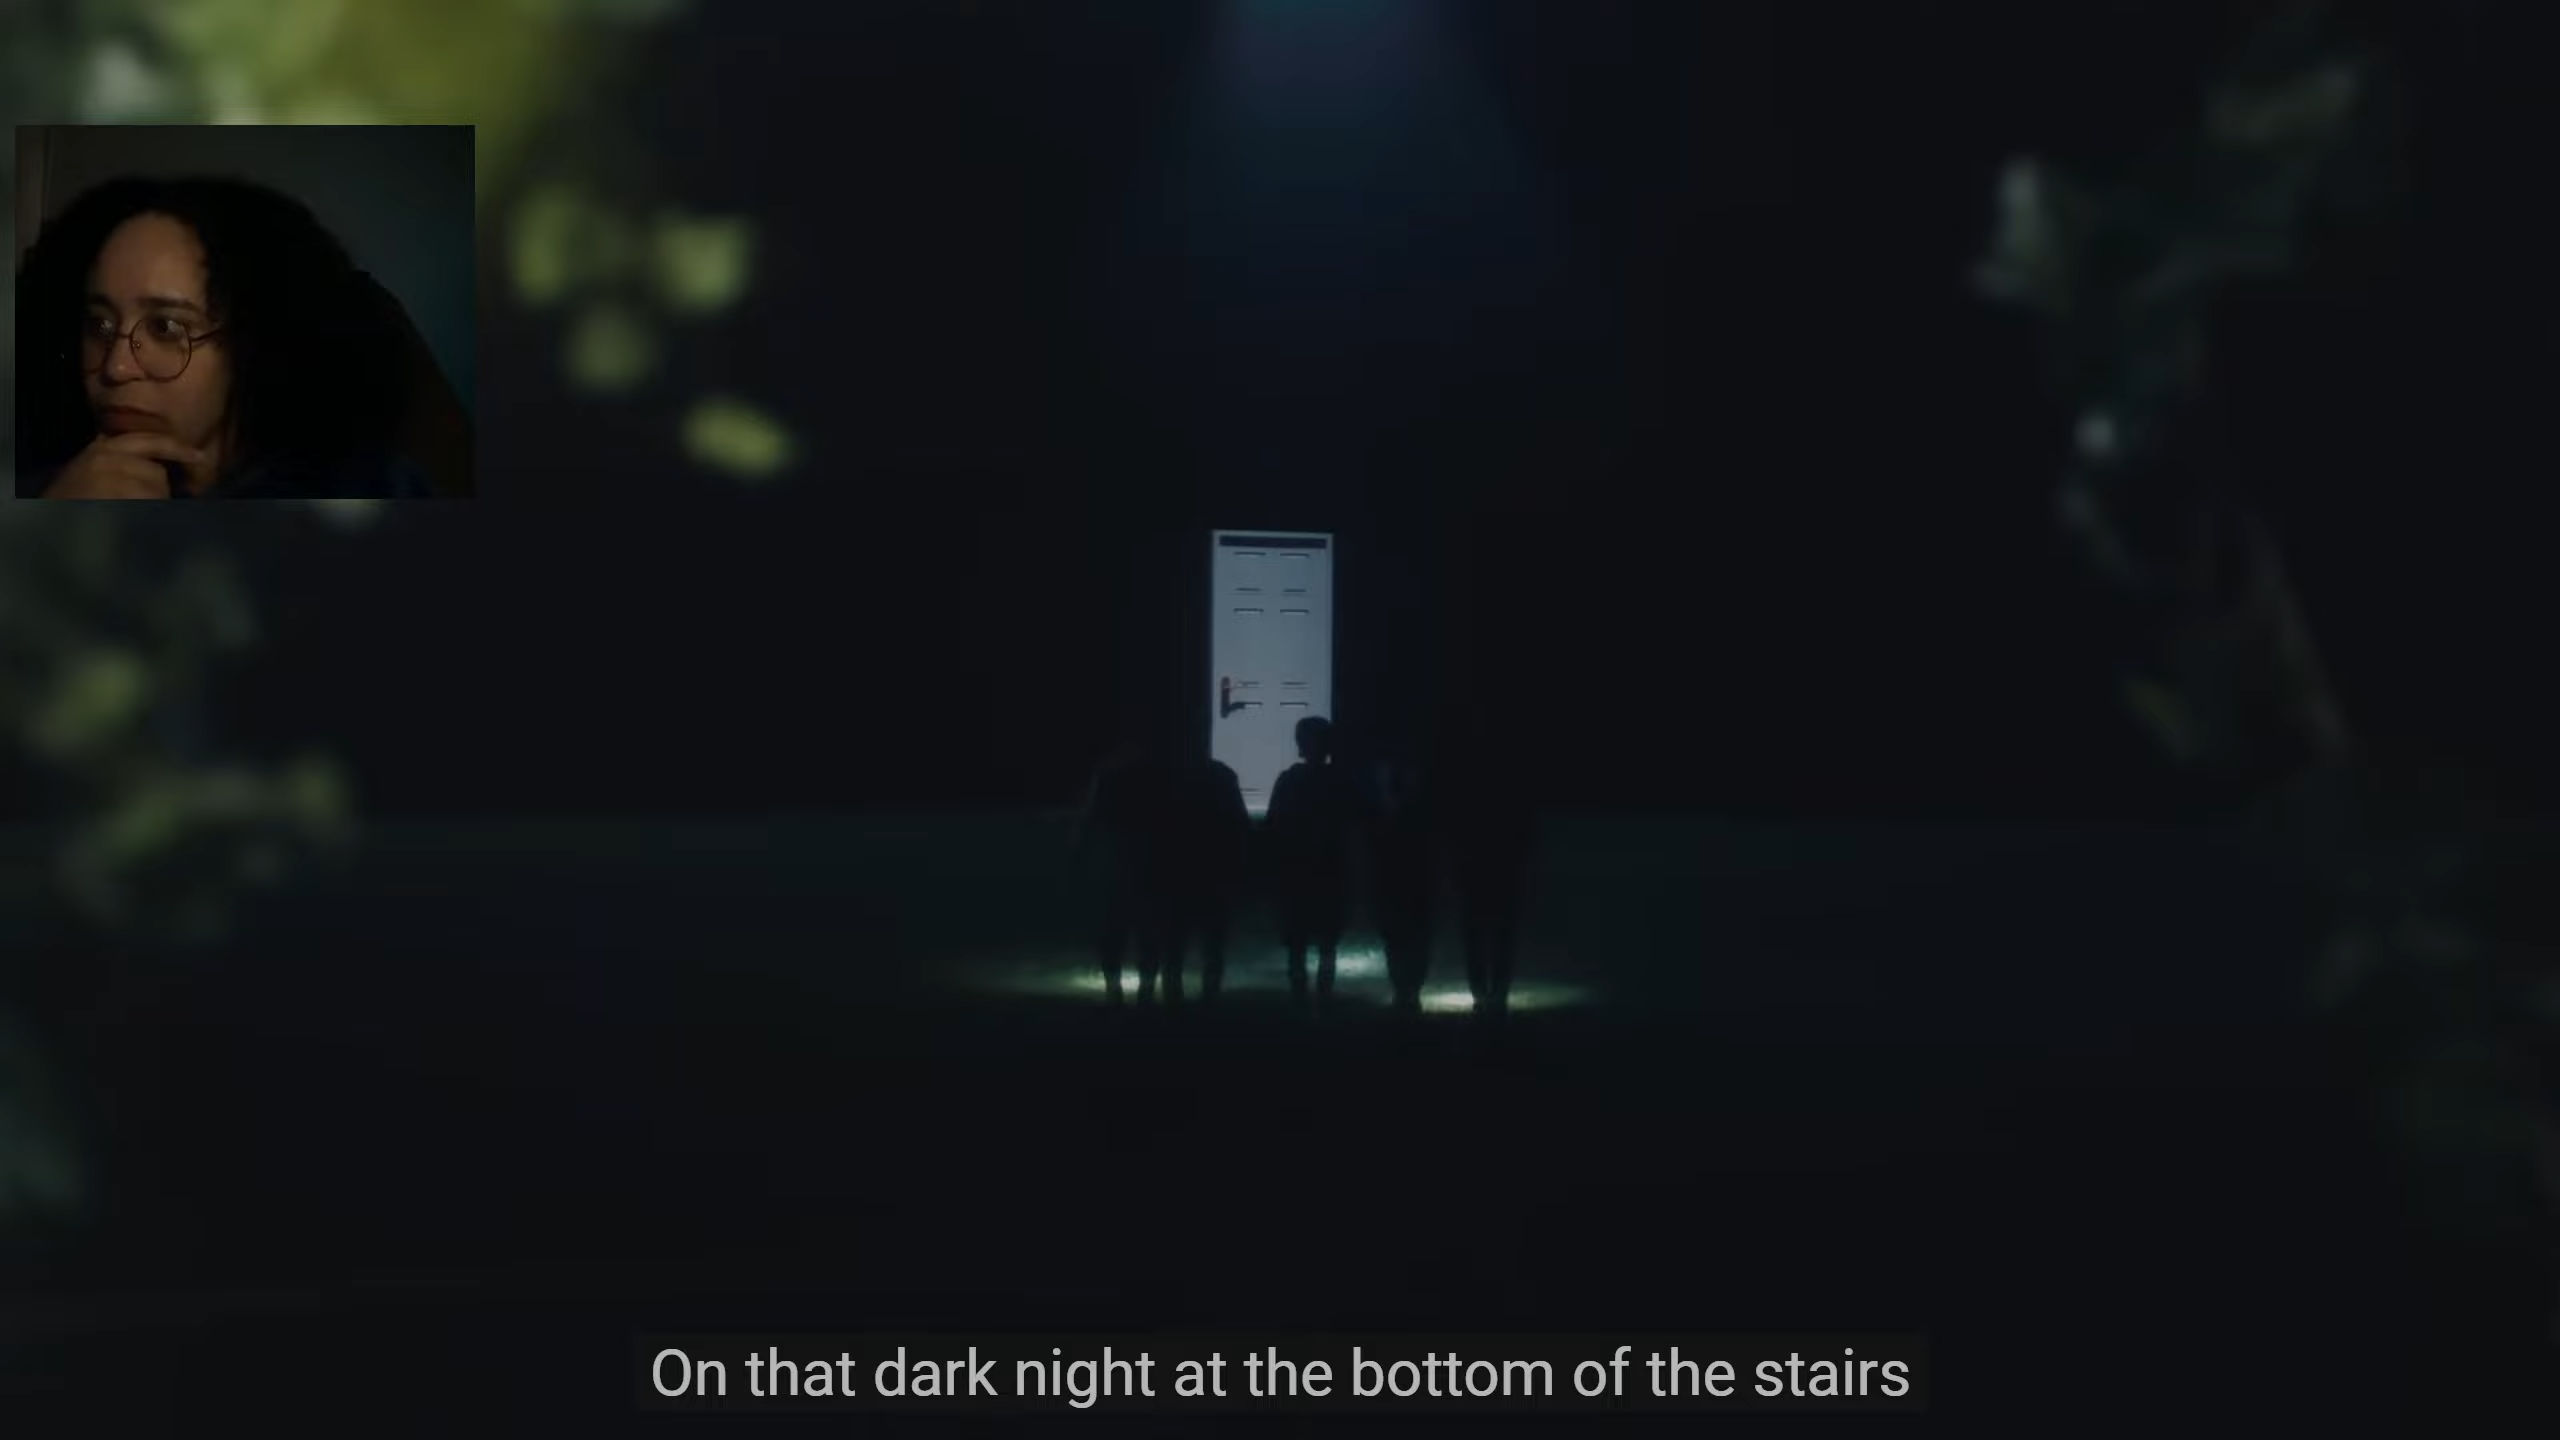 On that dark night at the bottom of the stairs